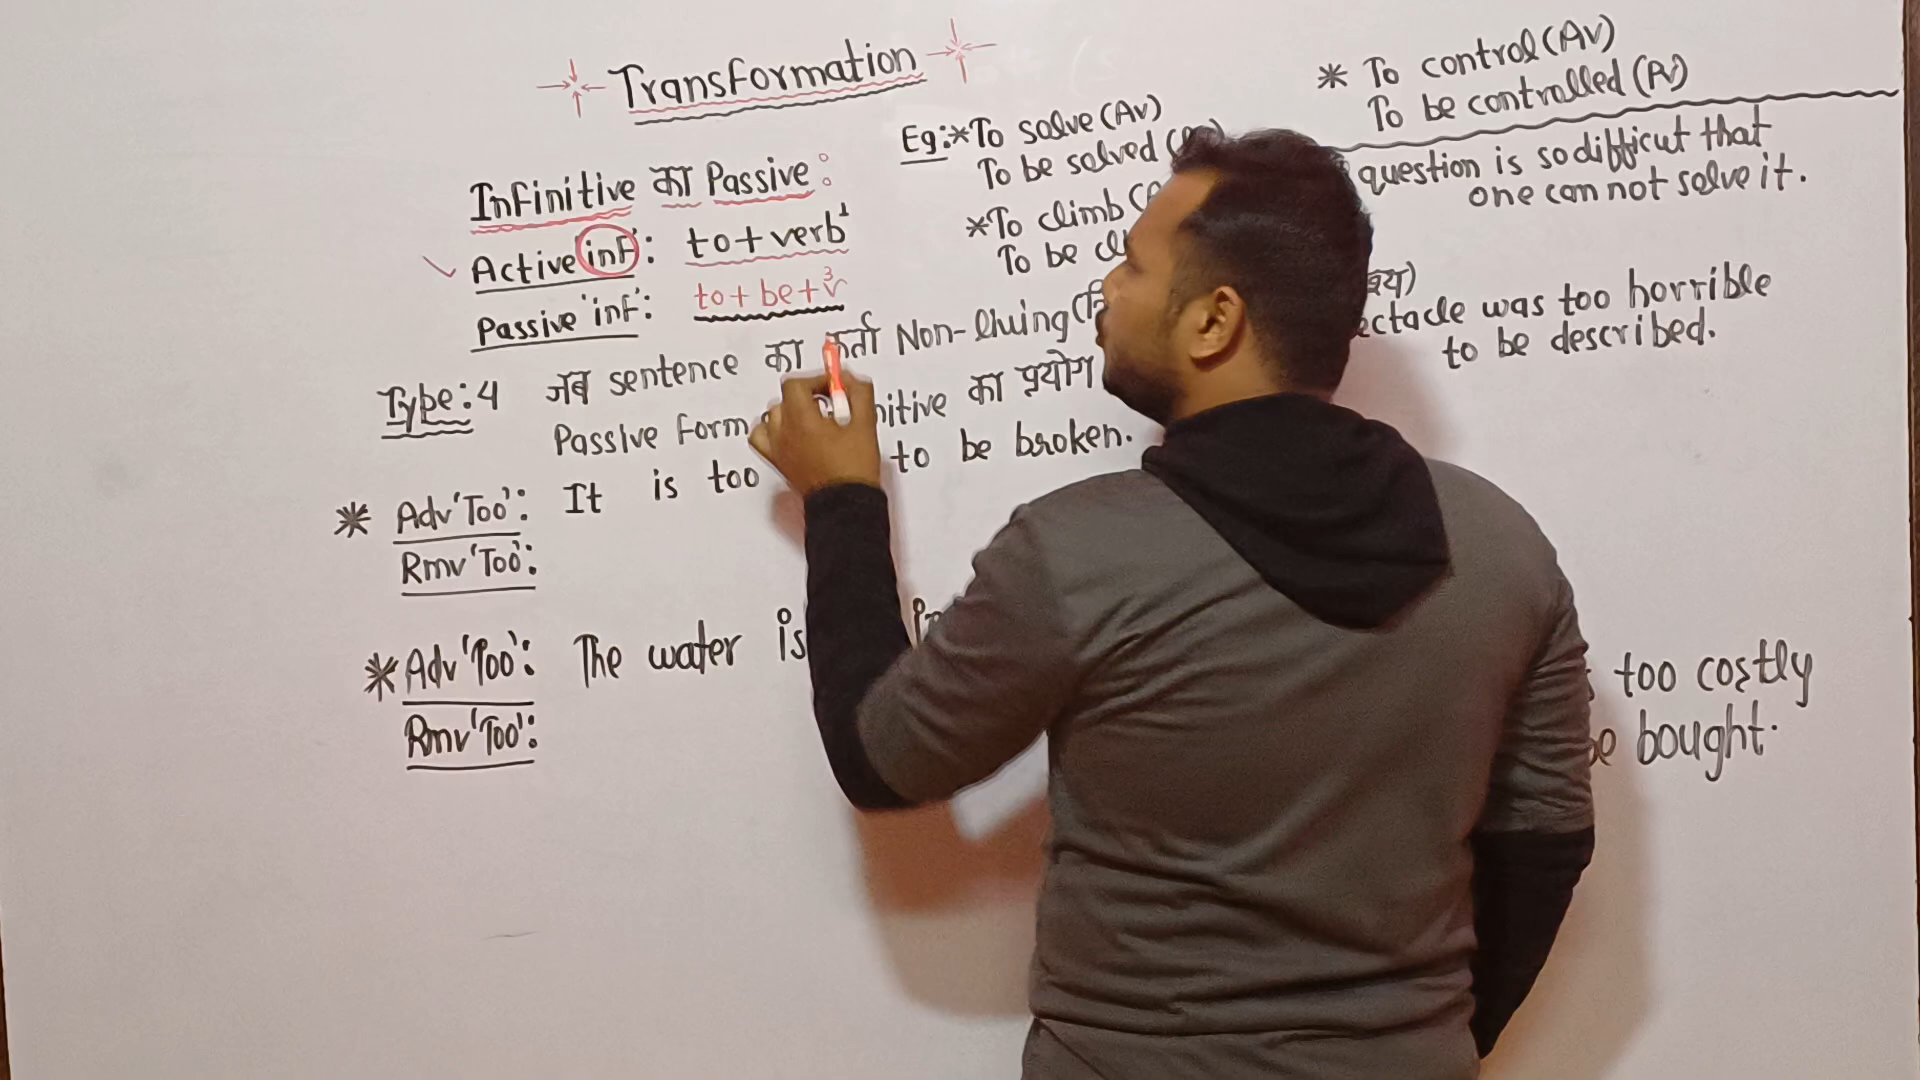 Transformation
Infinitive का Passive:
Active 'inf': to+verb¹
Passive 'inf': to+be+v³
Eg:*To solve (AV)
To be solved
*To climb
To be
* To control (AV)
To be controlled (PV)
question is so difficut that
one can not solve it.
Type:4 जब sentence का कर्ता Non-living
Passive Form का प्रयोग
* Adv 'Too': It is too to be broken.
Rmv 'Too':
was too horrible
to be described.
* Adv 'Too': The water is
Rmv 'Too':
too costly
bought.